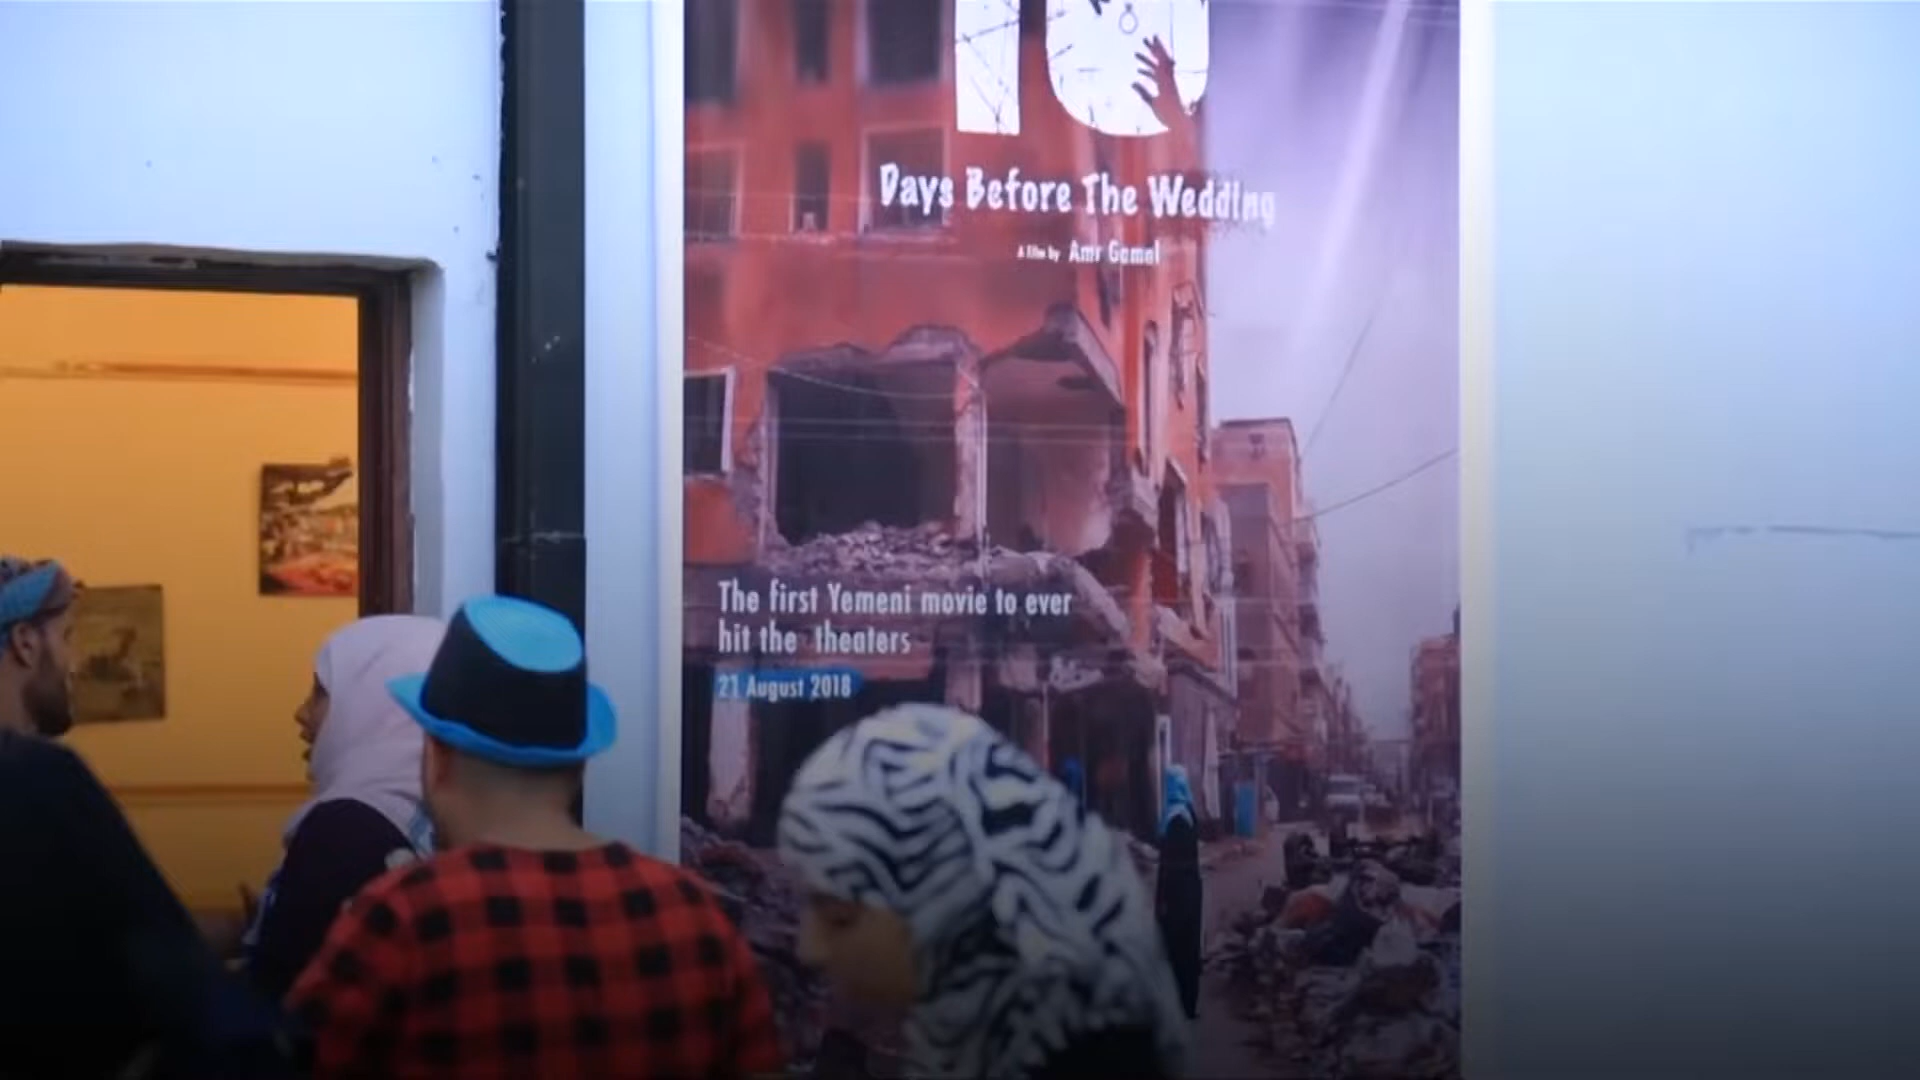 10
Days Before The Wedding
A film by Amr Gamal
The first Yemeni movie to ever
hit the theaters
21 August 2018